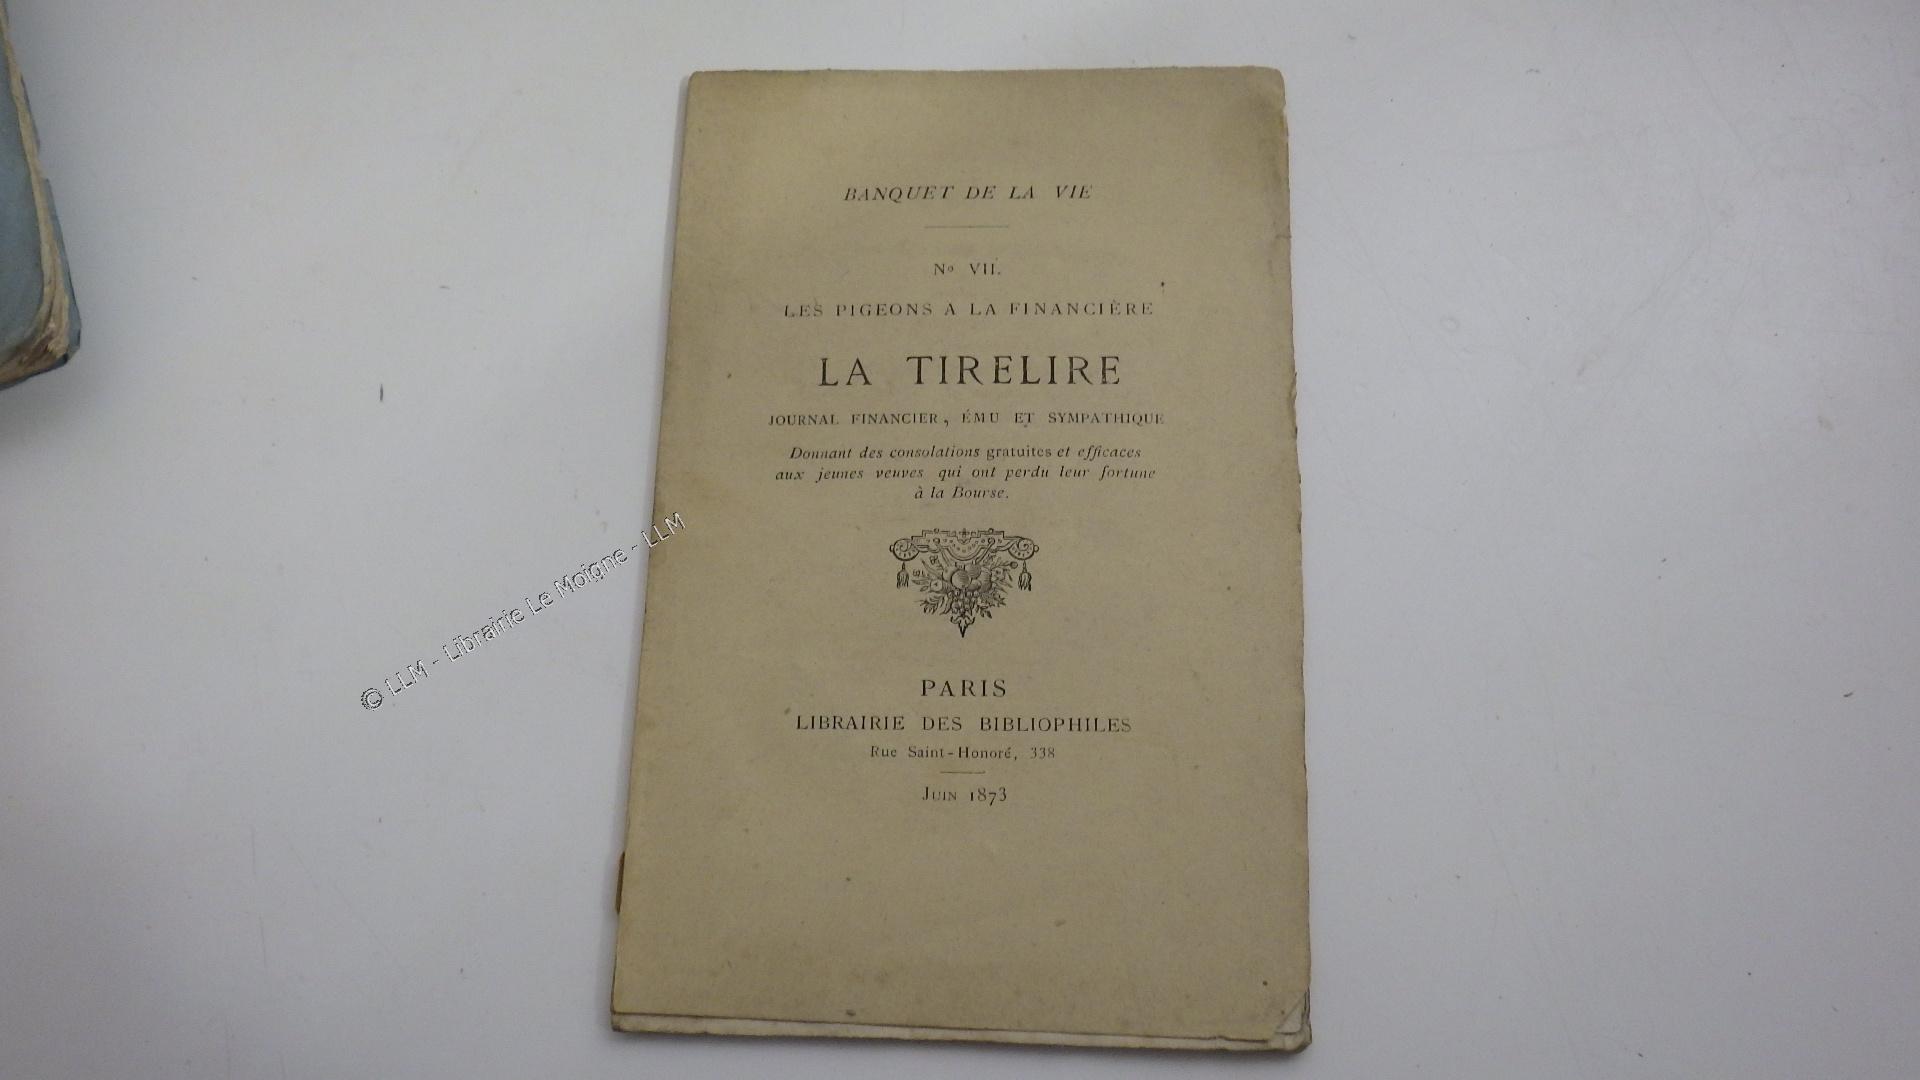 BANQUET DE LA VIE
No VII.
LES PIGEONS A LA FINANCIÈRE
LA TIRELIRE
JOURNAL FINANCIER, ÉMU ET SYMPATHIQUE
Donnant des consolations gratuites et efficaces
aux jeunes veuves qui ont perdu leur fortune
à la Bourse.
PARIS
LIBRAIRIE DES BIBLIOPHILES
Rue Saint-Honoré, 338
JUIN 1873
© LLM - Librairie Le Moigne - LLM